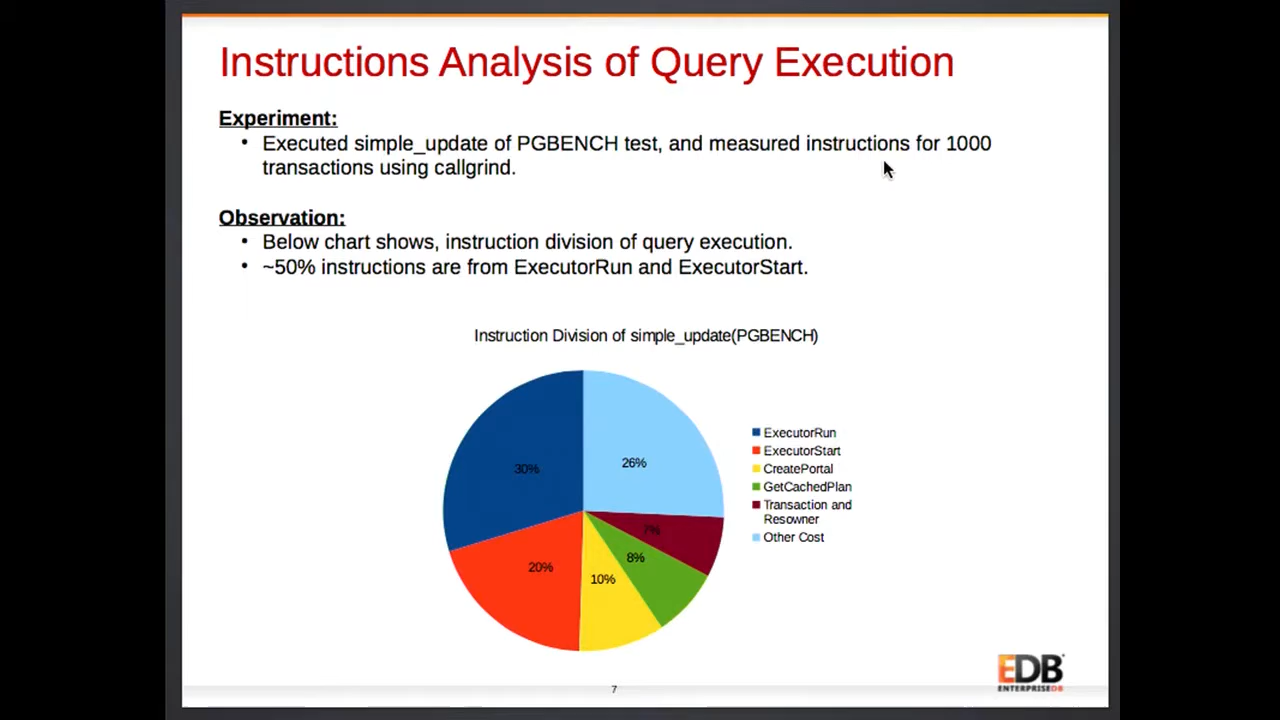 Instructions Analysis of Query Execution
Experiment:
• Executed simple_update of PGBENCH test, and measured instructions for 1000
transactions using callgrind.
Observation:
• Below chart shows, instruction division of query execution.
• ~50% instructions are from ExecutorRun and ExecutorStart.
Instruction Division of simple_update(PGBENCH)
30%
26%
7%
8%
20%
10%
ExecutorRun
ExecutorStart
CreatePortal
GetCachedPlan
Transaction and
Resowner
Other Cost
EDB
ENTERPRISEDB
7